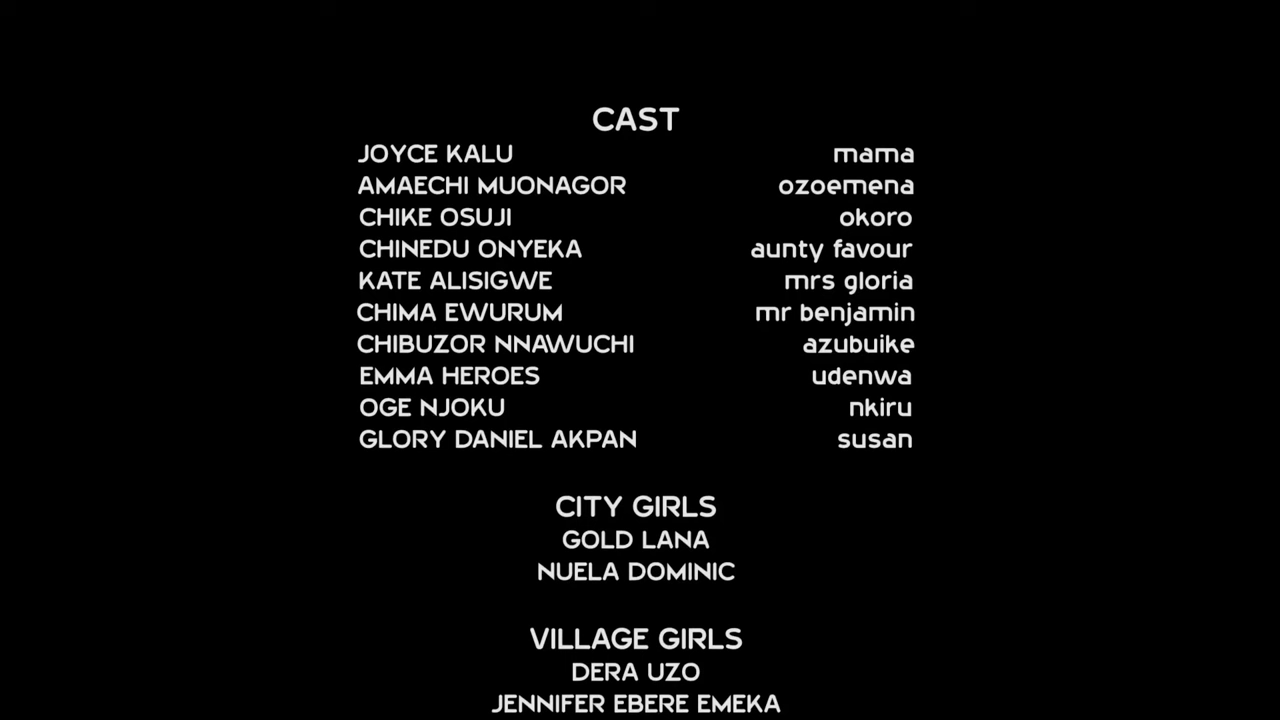 CAST
JOYCE KALU mama
AMAECHI MUONAGOR ozoemena
CHIKE OSUJI okoro
CHINEDU ONYEKA aunty favour
KATE ALISIGWE mrs gloria
CHIMA EWURUM mr benjamin
CHIBUZOR NNAWUCHI azubuike
EMMA HEROES udenwa
OGE NJOKU nkiru
GLORY DANIEL AKPAN susan
CITY GIRLS
GOLD LANA
NUELA DOMINIC
VILLAGE GIRLS
DERA UZO
JENNIFER EBERE EMEKA